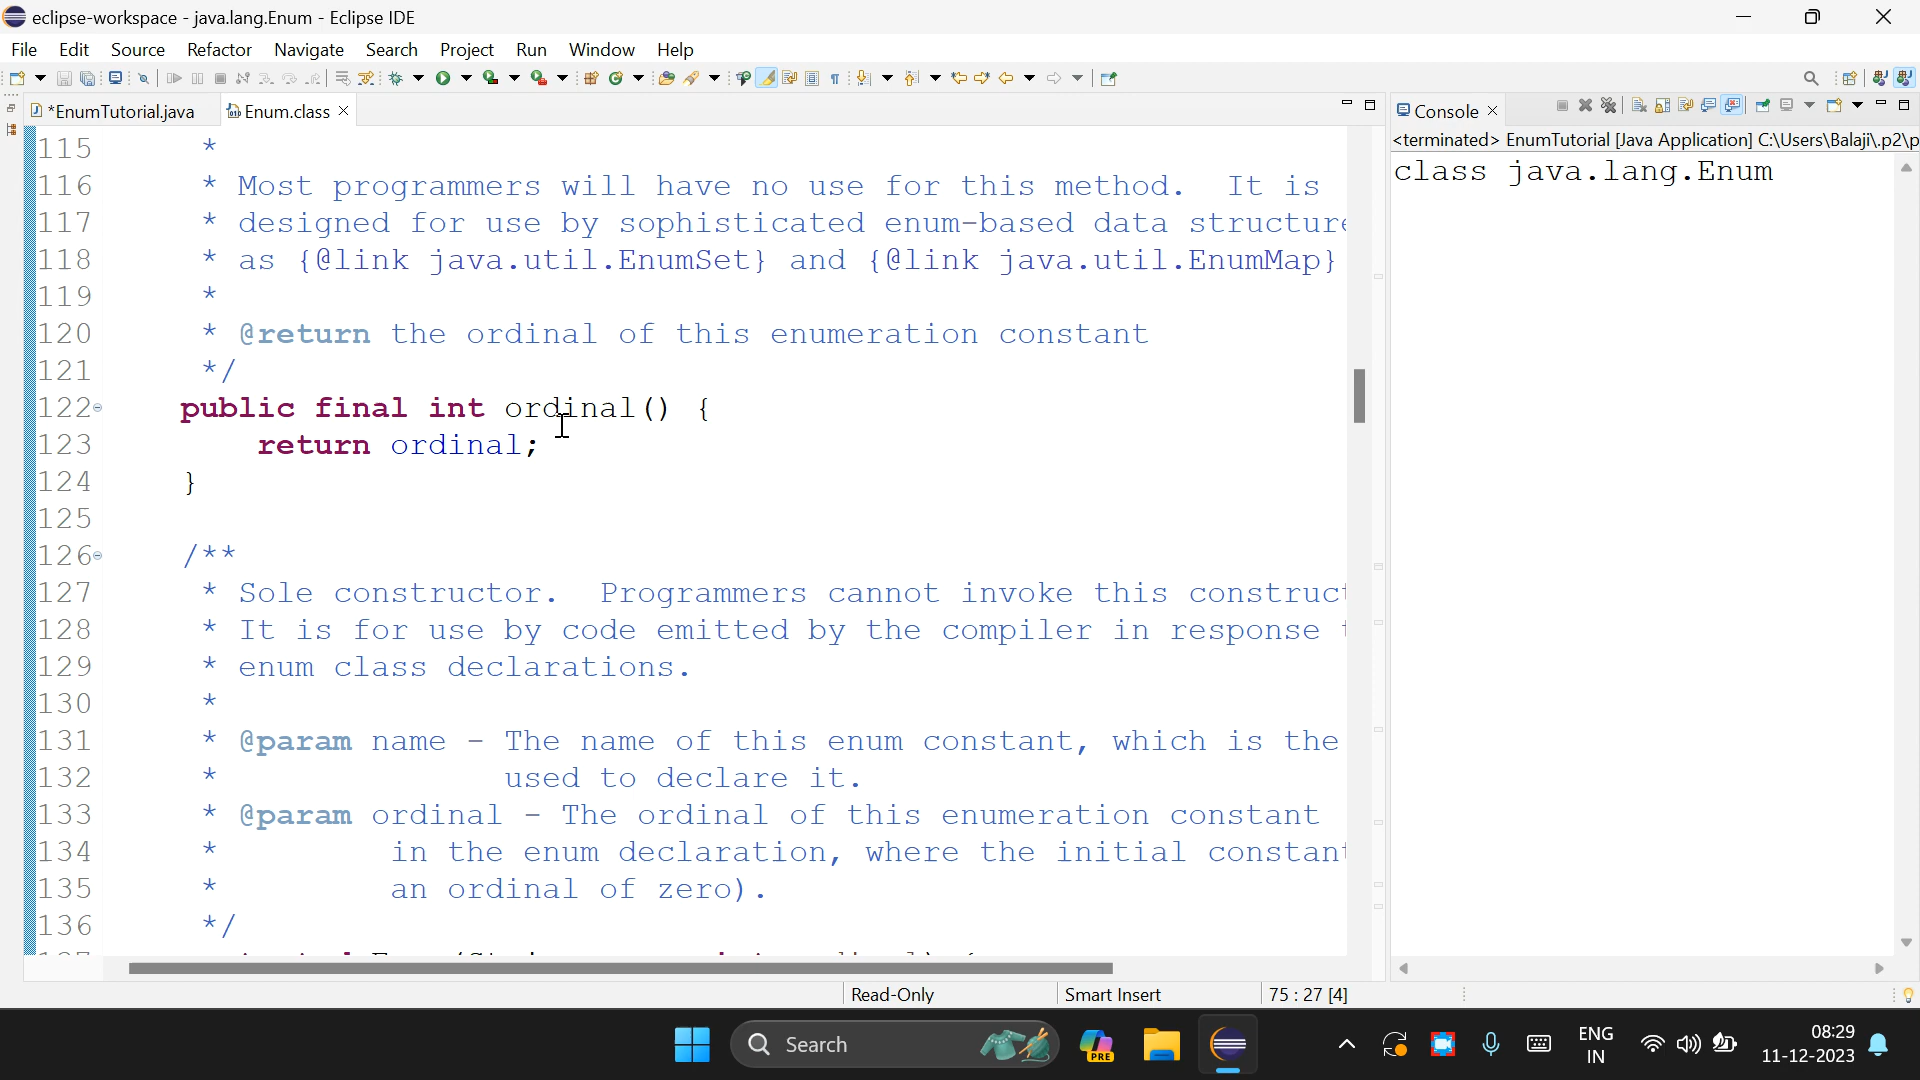 eclipse-workspace - java.lang.Enum - Eclipse IDE
File Edit Source Refactor Navigate Search Project Run Window Help
*EnumTutorial.java Enum.class
115 *
116 * Most programmers will have no use for this method. It is
117 * designed for use by sophisticated enum-based data structure
118 * as {@link java.util.EnumSet} and {@link java.util.EnumMap}
119 *
120 * @return the ordinal of this enumeration constant
121 */
122 public final int ordinal() {
123 return ordinal;
124 }
125
126 /**
127 * Sole constructor. Programmers cannot invoke this construct
128 * It is for use by code emitted by the compiler in response
129 * enum class declarations.
130 *
131 * @param name - The name of this enum constant, which is the
132 * used to declare it.
133 * @param ordinal - The ordinal of this enumeration constant
134 * in the enum declaration, where the initial constant
135 * an ordinal of zero).
136 */
Console
<terminated> EnumTutorial [Java Application] C:\Users\Balaji\.p2\p
class java.lang.Enum
Read-Only Smart Insert 75 : 27 [4]
Search
PRE
ENG
IN
08:29
11-12-2023